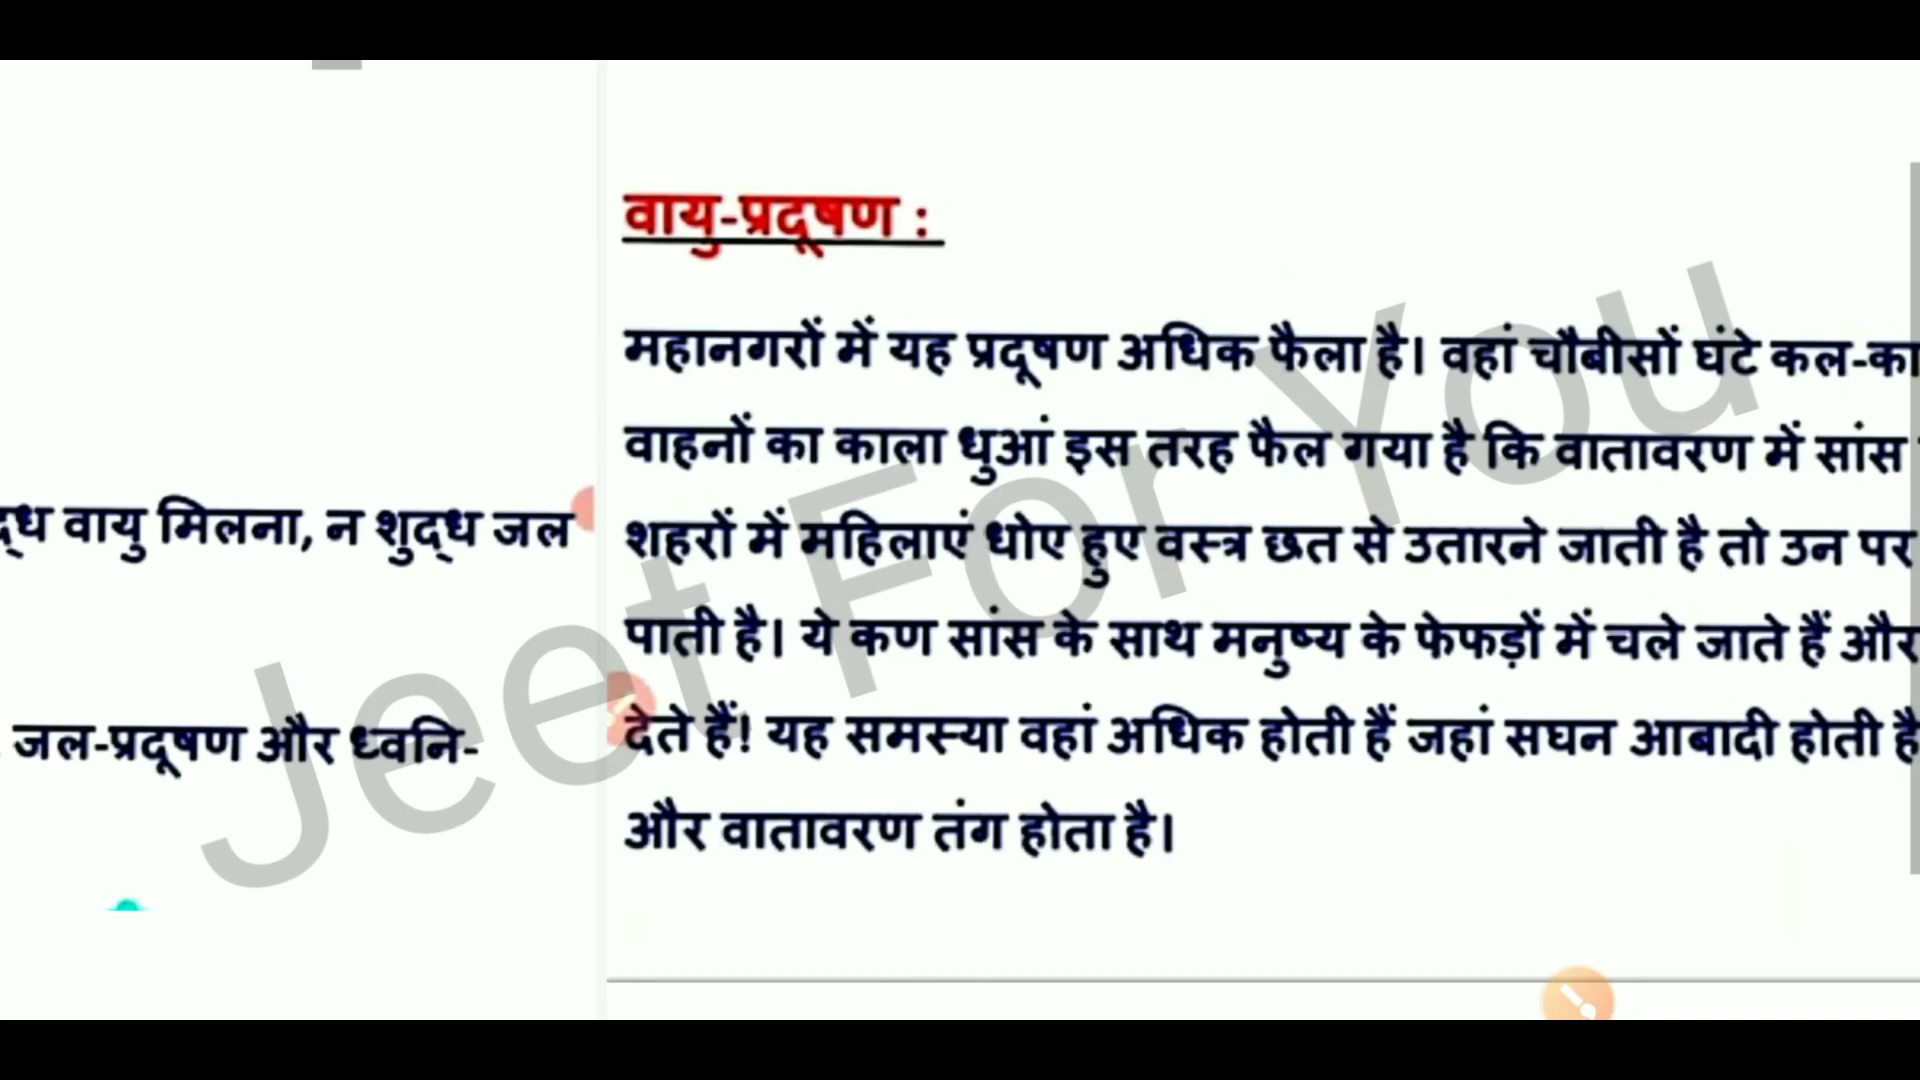 वायु-प्रदूषण :
महानगरों में यह प्रदूषण अधिक फैला है। वहां चौबीसों घंटे कल-का
वाहनों का काला धुआं इस तरह फैल गया है कि वातावरण में सांस
शहरों में महिलाएं धोए हुए वस्त्र छत से उतारने जाती है तो उन पर
पाती है। ये कण सांस के साथ मनुष्य के फेफड़ों में चले जाते हैं और
देते हैं! यह समस्या वहां अधिक होती हैं जहां सघन आबादी होती है
और वातावरण तंग होता है।
वायु मिलना, न शुद्ध जल
जल-प्रदूषण और ध्वनि-
Jeet For You